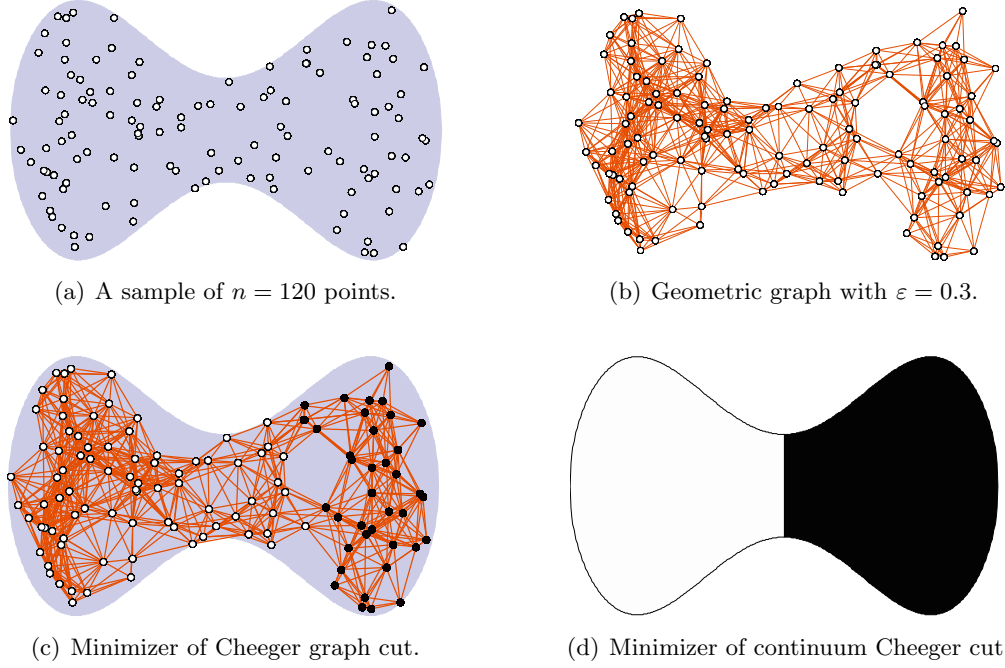 (a) A sample of n = 120 points.
(b) Geometric graph with ε = 0.3.
(c) Minimizer of Cheeger graph cut.
(d) Minimizer of continuum Cheeger cut